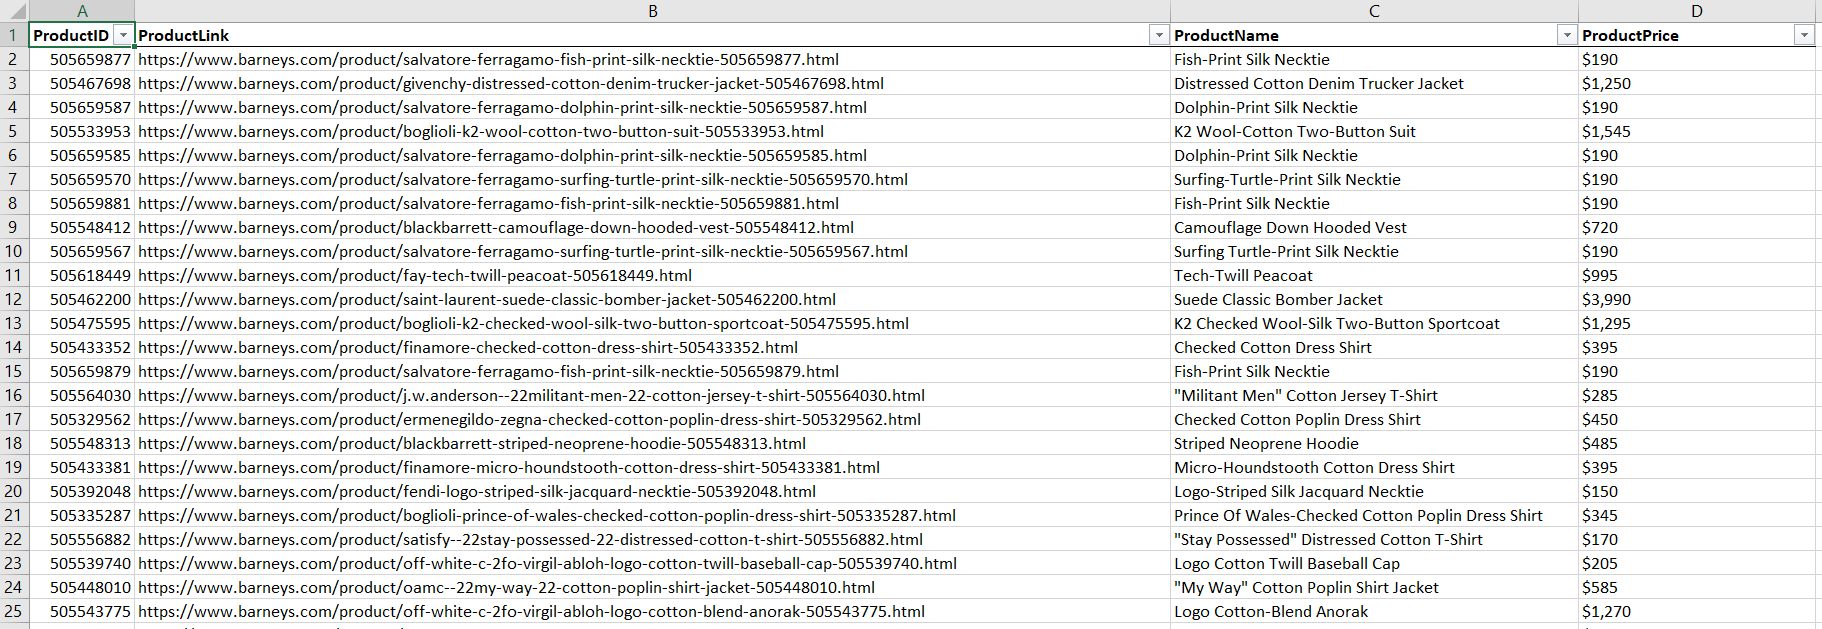 A B C D
1 ProductID ProductLink ProductName ProductPrice
2 505659877 https://www.barneys.com/product/salvatore-ferragamo-fish-print-silk-necktie-505659877.html Fish-Print Silk Necktie $190
3 505467698 https://www.barneys.com/product/givenchy-distressed-cotton-denim-trucker-jacket-505467698.html Distressed Cotton Denim Trucker Jacket $1,250
4 505659587 https://www.barneys.com/product/salvatore-ferragamo-dolphin-print-silk-necktie-505659587.html Dolphin-Print Silk Necktie $190
5 505533953 https://www.barneys.com/product/boglioli-k2-wool-cotton-two-button-suit-505533953.html K2 Wool-Cotton Two-Button Suit $1,545
6 505659585 https://www.barneys.com/product/salvatore-ferragamo-dolphin-print-silk-necktie-505659585.html Dolphin-Print Silk Necktie $190
7 505659570 https://www.barneys.com/product/salvatore-ferragamo-surfing-turtle-print-silk-necktie-505659570.html Surfing-Turtle-Print Silk Necktie $190
8 505659881 https://www.barneys.com/product/salvatore-ferragamo-fish-print-silk-necktie-505659881.html Fish-Print Silk Necktie $190
9 505548412 https://www.barneys.com/product/blackbarrett-camouflage-down-hooded-vest-505548412.html Camouflage Down Hooded Vest $720
10 505659567 https://www.barneys.com/product/salvatore-ferragamo-surfing-turtle-print-silk-necktie-505659567.html Surfing Turtle-Print Silk Necktie $190
11 505618449 https://www.barneys.com/product/fay-tech-twill-peacoat-505618449.html Tech-Twill Peacoat $995
12 505462200 https://www.barneys.com/product/saint-laurent-suede-classic-bomber-jacket-505462200.html Suede Classic Bomber Jacket $3,990
13 505475595 https://www.barneys.com/product/boglioli-k2-checked-wool-silk-two-button-sportcoat-505475595.html K2 Checked Wool-Silk Two-Button Sportcoat $1,295
14 505433352 https://www.barneys.com/product/finamore-checked-cotton-dress-shirt-505433352.html Checked Cotton Dress Shirt $395
15 505659879 https://www.barneys.com/product/salvatore-ferragamo-fish-print-silk-necktie-505659879.html Fish-Print Silk Necktie $190
16 505564030 https://www.barneys.com/product/j.w.anderson--22militant-men-22-cotton-jersey-t-shirt-505564030.html "Militant Men" Cotton Jersey T-Shirt $285
17 505329562 https://www.barneys.com/product/ermenegildo-zegna-checked-cotton-poplin-dress-shirt-505329562.html Checked Cotton Poplin Dress Shirt $450
18 505548313 https://www.barneys.com/product/blackbarrett-striped-neoprene-hoodie-505548313.html Striped Neoprene Hoodie $485
19 505433381 https://www.barneys.com/product/finamore-micro-houndstooth-cotton-dress-shirt-505433381.html Micro-Houndstooth Cotton Dress Shirt $395
20 505392048 https://www.barneys.com/product/fendi-logo-striped-silk-jacquard-necktie-505392048.html Logo-Striped Silk Jacquard Necktie $150
21 505335287 https://www.barneys.com/product/boglioli-prince-of-wales-checked-cotton-poplin-dress-shirt-505335287.html Prince Of Wales-Checked Cotton Poplin Dress Shirt $345
22 505556882 https://www.barneys.com/product/satisfy--22stay-possessed-22-distressed-cotton-t-shirt-505556882.html "Stay Possessed" Distressed Cotton T-Shirt $170
23 505539740 https://www.barneys.com/product/off-white-c-2fo-virgil-abloh-logo-cotton-twill-baseball-cap-505539740.html Logo Cotton Twill Baseball Cap $205
24 505448010 https://www.barneys.com/product/oamc--22my-way-22-cotton-poplin-shirt-jacket-505448010.html "My Way" Cotton Poplin Shirt Jacket $585
25 505543775 https://www.barneys.com/product/off-white-c-2fo-virgil-abloh-logo-cotton-blend-anorak-505543775.html Logo Cotton-Blend Anorak $1,270